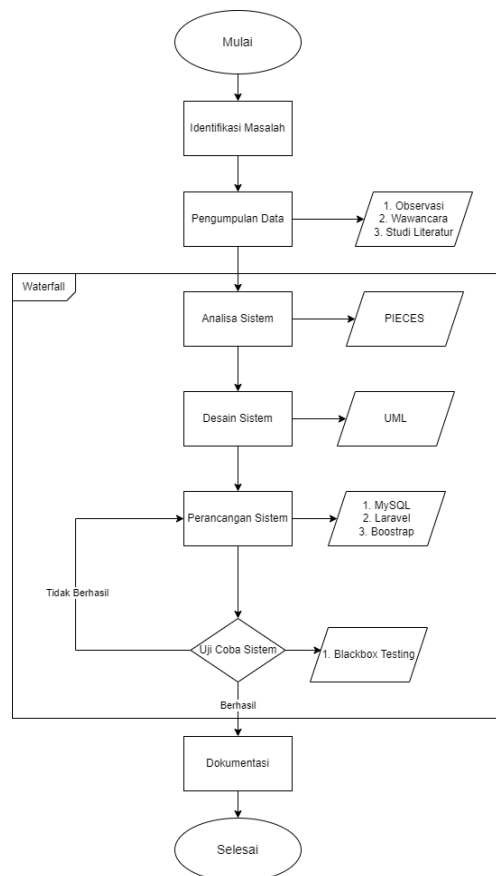 Mulai
Identifikasi Masalah
Pengumpulan Data
1. Observasi
2. Wawancara
3. Studi Literatur
Waterfall
Analisa Sistem
PIECES
Desain Sistem
UML
Perancangan Sistem
1. MySQL
2. Laravel
3. Boostrap
Tidak Berhasil
Uji Coba Sistem
1. Blackbox Testing
Berhasil
Dokumentasi
Selesai